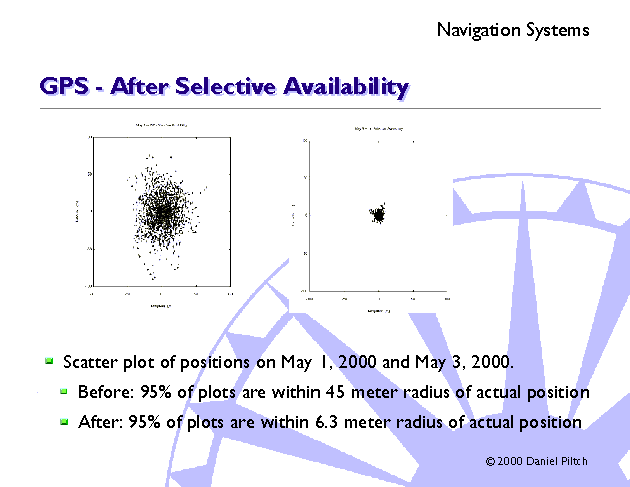 Navigation Systems
GPS - After Selective Availability
Scatter plot of positions on May 1, 2000 and May 3, 2000.
Before: 95% of plots are within 45 meter radius of actual position
After: 95% of plots are within 6.3 meter radius of actual position
© 2000 Daniel Piltch